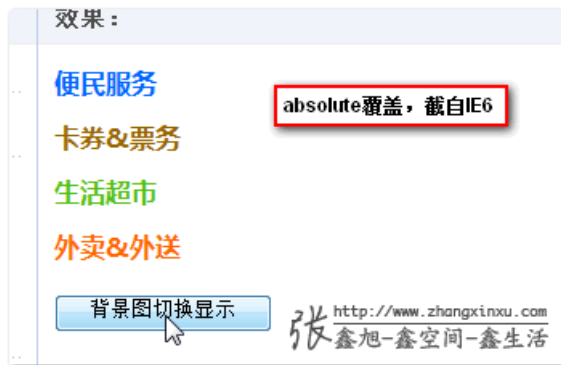 效果：
便民服务
absolute覆盖，截自IE6
卡券&票务
生活超市
外卖&外送
背景图切换显示
张
http://www.zhangxinxu.com
鑫旭-鑫空间-鑫生活